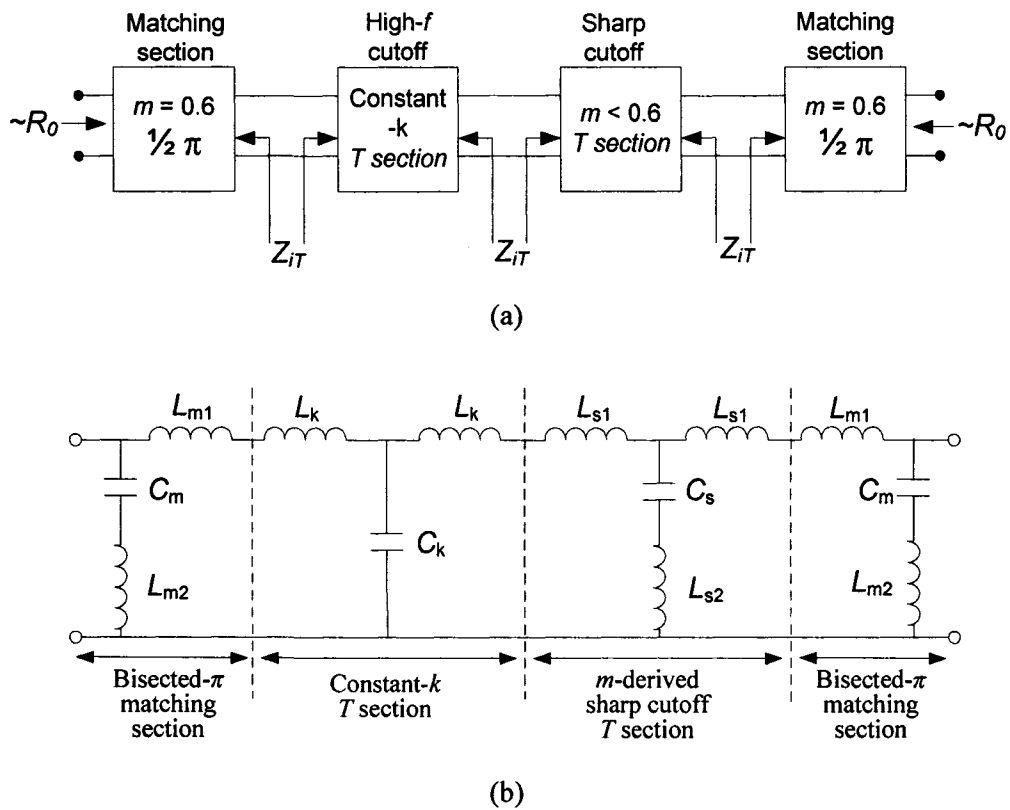 (a)
Matching section
High-f cutoff
Sharp cutoff
Matching section
~R0
m = 0.6
½ π
Constant
-k
T section
m < 0.6
T section
m = 0.6
½ π
~R0
ZiT
ZiT
ZiT
(a)
Lm1
Lk
Lk
Ls1
Ls1
Lm1
Cm
Ck
Cs
Cm
Lm2
Ls2
Lm2
Bisected-π
matching
section
Constant-k
T section
m-derived
sharp cutoff
T section
Bisected-π
matching
section
(b)